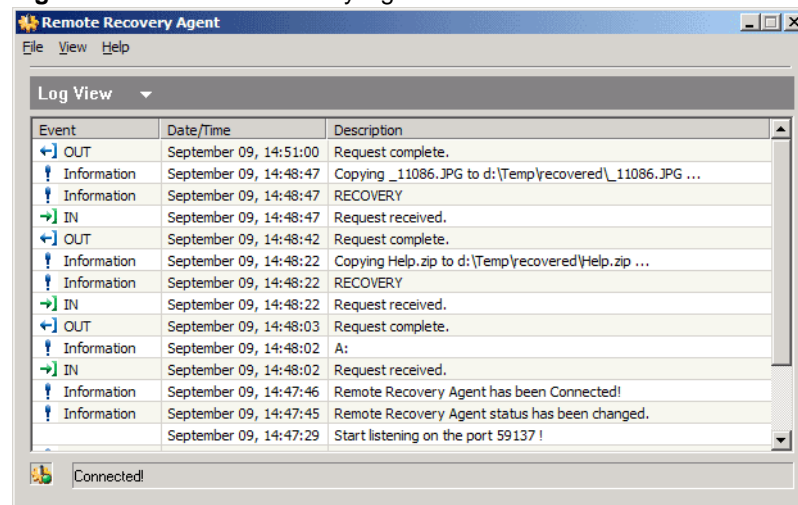 Remote Recovery Agent
File View Help
Log View
Event Date/Time Description
OUT September 09, 14:51:00 Request complete.
Information September 09, 14:48:47 Copying _11086.JPG to d:\Temp\recovered\_11086.JPG ...
Information September 09, 14:48:47 RECOVERY
IN September 09, 14:48:47 Request received.
OUT September 09, 14:48:42 Request complete.
Information September 09, 14:48:22 Copying Help.zip to d:\Temp\recovered\Help.zip ...
Information September 09, 14:48:22 RECOVERY
IN September 09, 14:48:22 Request received.
OUT September 09, 14:48:03 Request complete.
Information September 09, 14:48:02 A:
IN September 09, 14:48:02 Request received.
Information September 09, 14:47:46 Remote Recovery Agent has been Connected!
Information September 09, 14:47:45 Remote Recovery Agent status has been changed.
September 09, 14:47:29 Start listening on the port 59137 !
Connected!